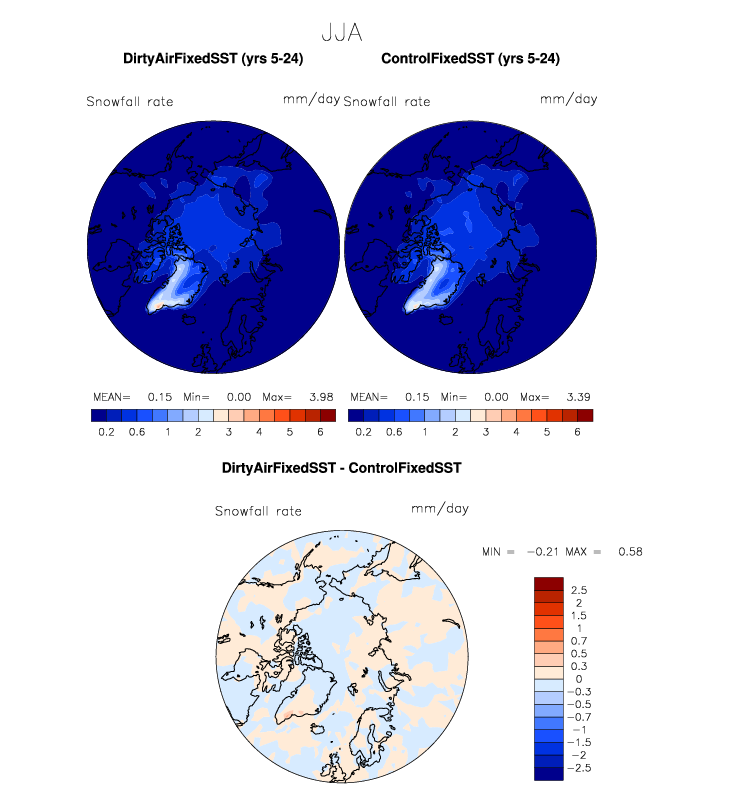 JJA
DirtyAirFixedSST (yrs 5-24) ControlFixedSST (yrs 5-24)
Snowfall rate mm/day Snowfall rate mm/day
MEAN= 0.15 Min= 0.00 Max= 3.98 MEAN= 0.15 Min= 0.00 Max= 3.39
0.2 0.6 1 2 3 4 5 6 0.2 0.6 1 2 3 4 5 6
DirtyAirFixedSST - ControlFixedSST
Snowfall rate mm/day
MIN = -0.21 MAX = 0.58
2.5
2
1.5
1
0.7
0.5
0.3
0
-0.3
-0.5
-0.7
-1
-1.5
-2
-2.5